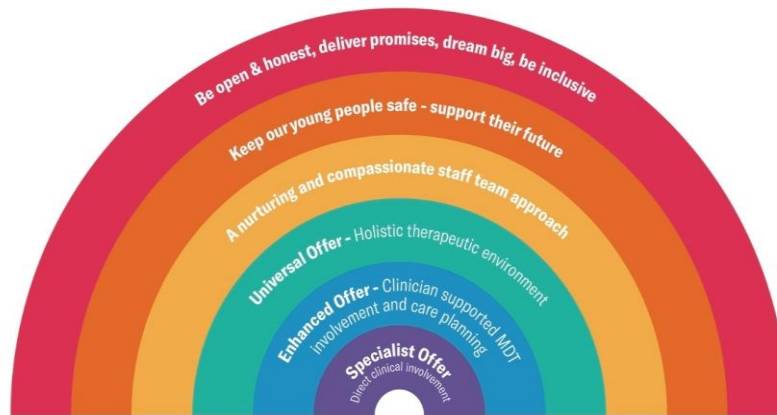 Be open & honest, deliver promises, dream big, be inclusive
Keep our young people safe - support their future
A nurturing and compassionate staff team approach
Universal Offer - Holistic therapeutic environment
Enhanced Offer - Clinician supported MDT
involvement and care planning
Specialist Offer
Direct clinical involvement